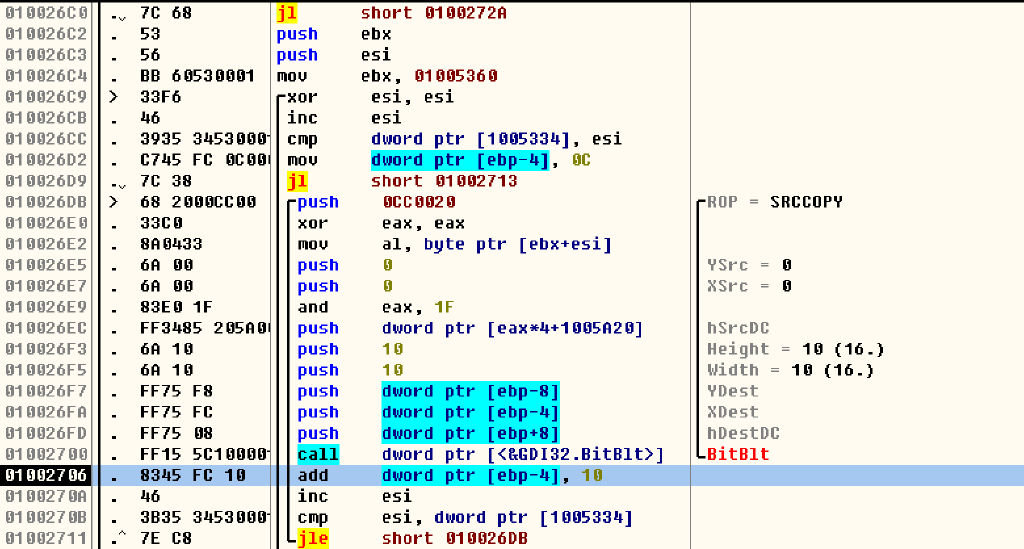 010026C0 .ˬ 7C 68 jl short 0100272A
010026C2 . 53 push ebx
010026C3 . 56 push esi
010026C4 . BB 60530001 mov ebx, 01005360
010026C9 > 33F6 xor esi, esi
010026CB . 46 inc esi
010026CC . 3935 34530001 cmp dword ptr [1005334], esi
010026D2 . C745 FC 0C00 mov dword ptr [ebp-4], 0C
010026D9 .ˬ 7C 38 jl short 01002713
010026DB > 68 2000CC00 push 0CC0020 ROP = SRCCOPY
010026E0 . 33C0 xor eax, eax
010026E2 . 8A0433 mov al, byte ptr [ebx+esi]
010026E5 . 6A 00 push 0 YSrc = 0
010026E7 . 6A 00 push 0 XSrc = 0
010026E9 . 83E0 1F and eax, 1F
010026EC . FF3485 205A0 push dword ptr [eax*4+1005A20] hSrcDC
010026F3 . 6A 10 push 10 Height = 10 (16.)
010026F5 . 6A 10 push 10 Width = 10 (16.)
010026F7 . FF75 F8 push dword ptr [ebp-8] YDest
010026FA . FF75 FC push dword ptr [ebp-4] XDest
010026FD . FF75 08 push dword ptr [ebp+8] hDestDC
01002700 . FF15 5C10000 call dword ptr [<&GDI32.BitBlt>] BitBlt
01002706 . 8345 FC 10 add dword ptr [ebp-4], 10
0100270A . 46 inc esi
0100270B . 3B35 3453000 cmp esi, dword ptr [1005334]
01002711 .^ 7E C8 jle short 010026DB